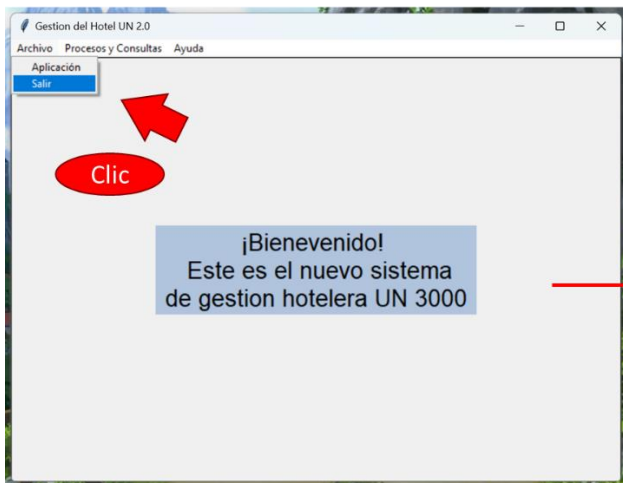 Gestion del Hotel UN 2.0
Archivo Procesos y Consultas Ayuda
Aplicación
Salir
Clic
¡Bienevenido!
Este es el nuevo sistema
de gestion hotelera UN 3000